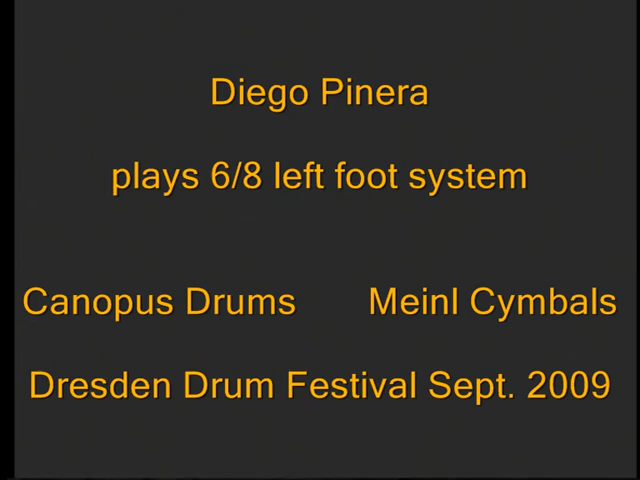 Diego Pinera
plays 6/8 left foot system
Canopus Drums Meinl Cymbals
Dresden Drum Festival Sept. 2009